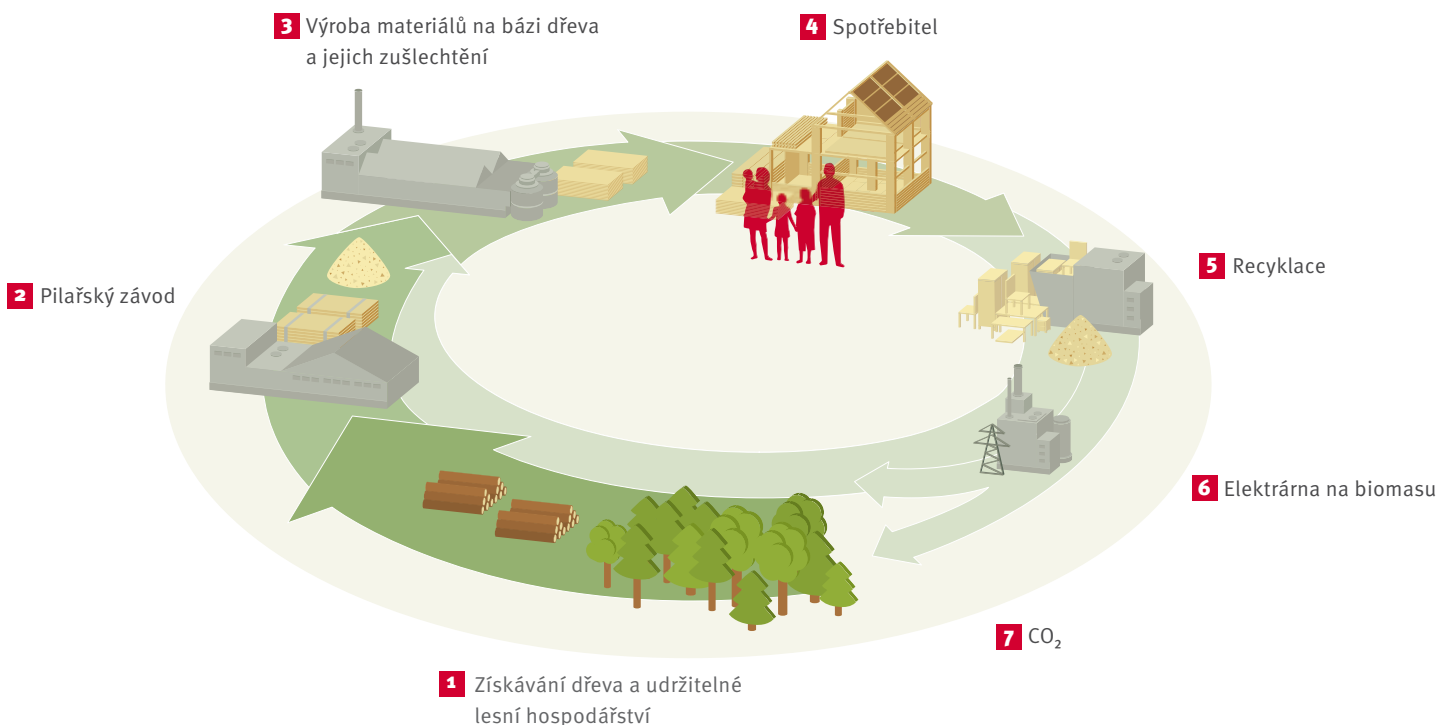 3 Výroba materiálů na bázi dřeva
a jejich zušlechtění
4 Spotřebitel
5 Recyklace
2 Pilařský závod
6 Elektrárna na biomasu
7 CO₂
1 Získávání dřeva a udržitelné
lesní hospodářství